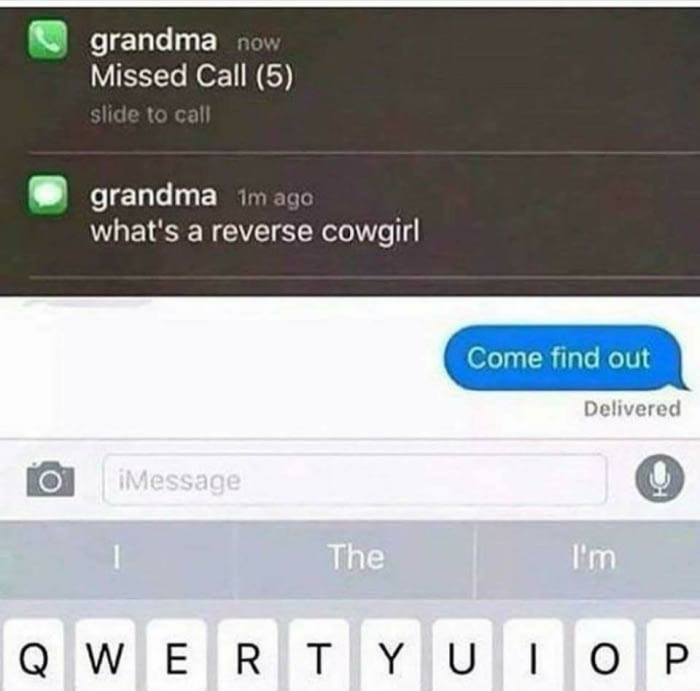 grandma now
Missed Call (5)
slide to call
grandma 1m ago
what's a reverse cowgirl
Come find out
Delivered
iMessage
I The I'm
Q W E R T Y U I O P